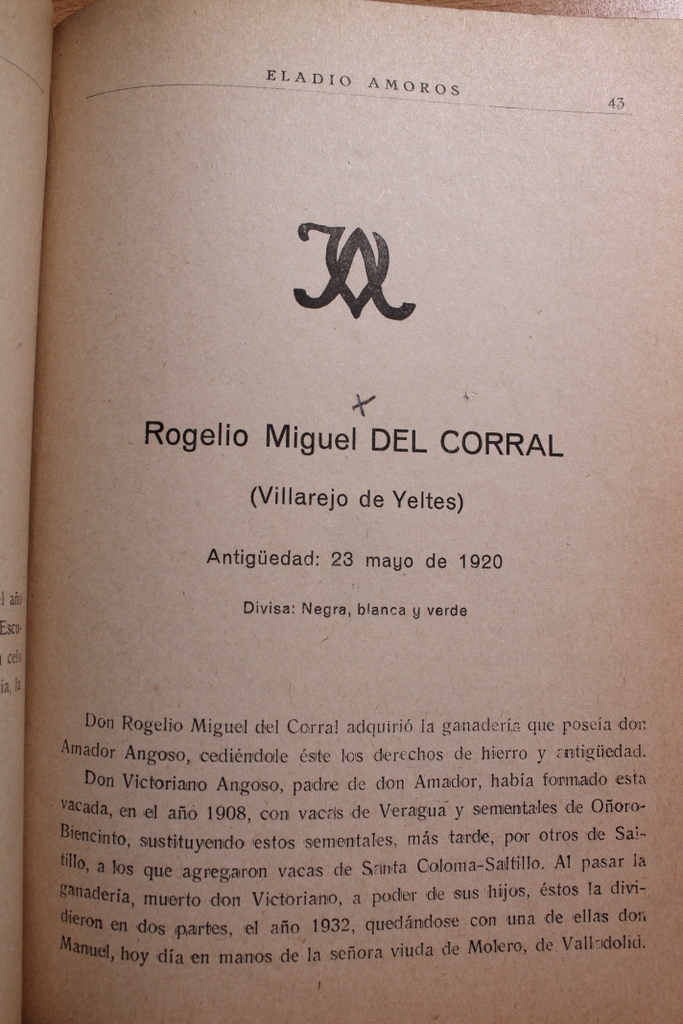 ELADIO AMOROS
43
Rogelio Miguel DEL CORRAL
(Villarejo de Yeltes)
Antigüedad: 23 mayo de 1920
Divisa: Negra, blanca y verde
Don Rogelio Miguel del Corral adquirió la ganadería que poseía don
Amador Angoso, cediéndole éste los derechos de hierro y antigüedad.
Don Victoriano Angoso, padre de don Amador, había formado esta
vacada, en el año 1908, con vacas de Veragua y sementales de Oñoro-
Biencinto, sustituyendo estos sementales, más tarde, por otros de Sal-
tillo, a los que agregaron vacas de Santa Coloma-Saltillo. Al pasar la
ganadería, muerto don Victoriano, a poder de sus hijos, éstos la divi-
dieron en dos partes, el año 1932, quedándose con una de ellas don
Manuel, hoy día en manos de la señora viuda de Molero, de Valladolid.
l año
Escu-
celo
ía, la